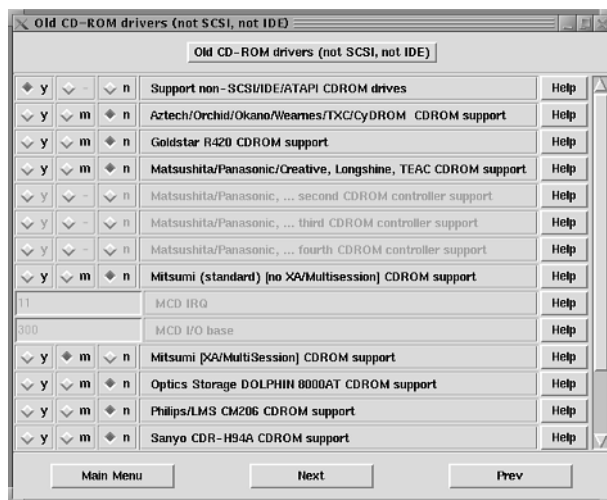 Old CD-ROM drivers (not SCSI, not IDE)
Old CD-ROM drivers (not SCSI, not IDE)
y - n Support non-SCSI/IDE/ATAPI CDROM drives Help
y m n Aztech/Orchid/Okano/Wearnes/TXC/CyDROM CDROM support Help
y m n Goldstar R420 CDROM support Help
y m n Matsushita/Panasonic/Creative, Longshine, TEAC CDROM support Help
y - n Matsushita/Panasonic, ... second CDROM controller support Help
y - n Matsushita/Panasonic, ... third CDROM controller support Help
y - n Matsushita/Panasonic, ... fourth CDROM controller support Help
y m n Mitsumi (standard) [no XA/Multisession] CDROM support Help
11 MCD IRQ Help
300 MCD I/O base Help
y m n Mitsumi [XA/MultiSession] CDROM support Help
y m n Optics Storage DOLPHIN 8000AT CDROM support Help
y m n Philips/LMS CM206 CDROM support Help
y m n Sanyo CDR-H94A CDROM support Help
Main Menu Next Prev